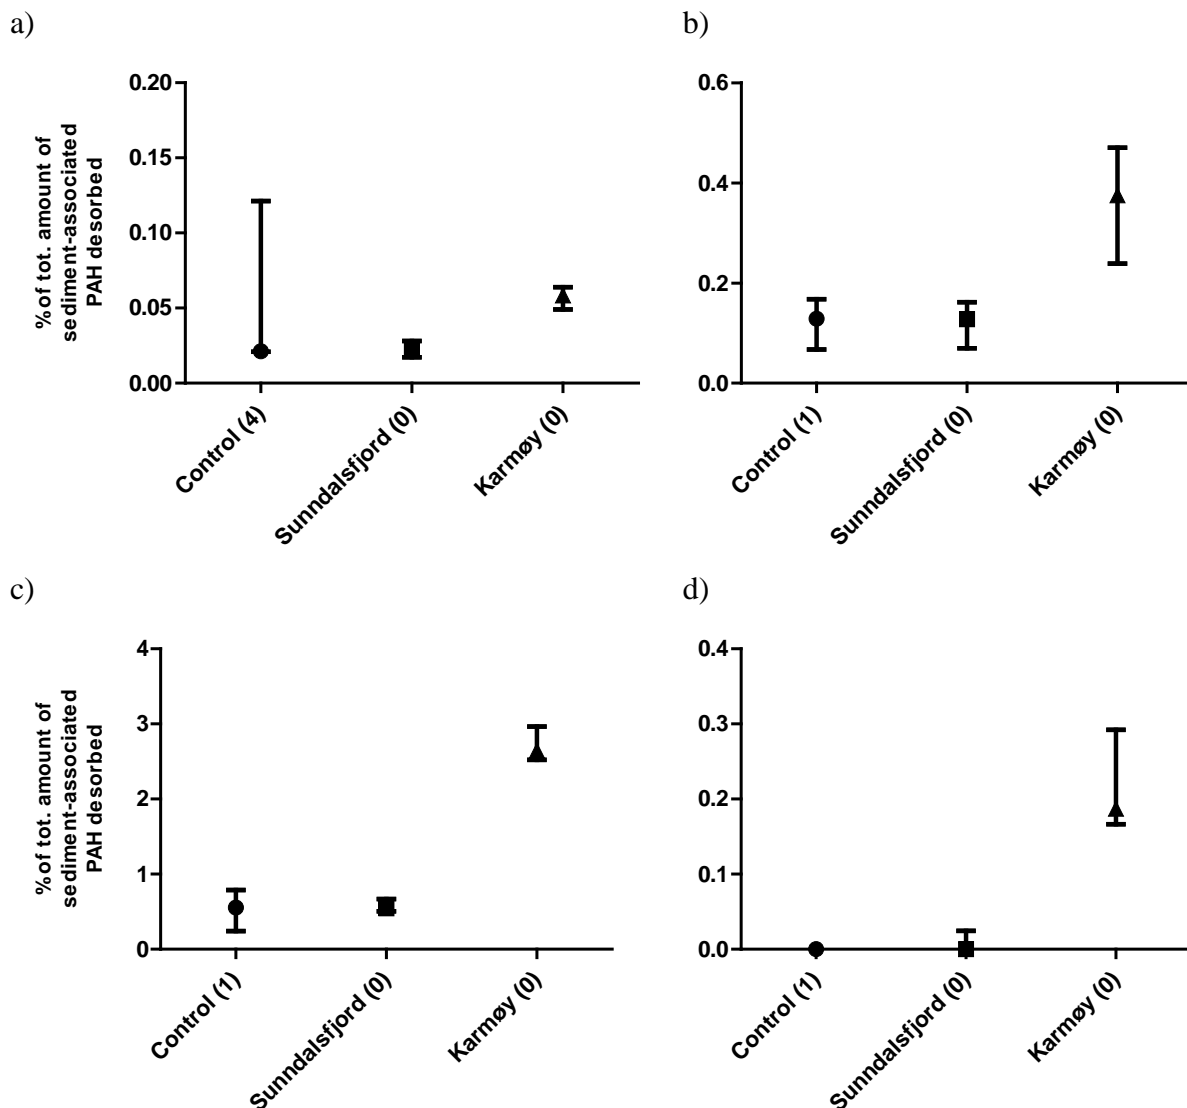 a)
% of tot. amount of
sediment-associated
PAH desorbed
0.20
0.15
0.10
0.05
0.00
Control (4)
Sunndalsfjord (0)
Karmøy (0)
b)
0.6
0.4
0.2
0.0
Control (1)
Sunndalsfjord (0)
Karmøy (0)
c)
% of tot. amount of
sediment-associated
PAH desorbed
4
3
2
1
0
Control (1)
Sunndalsfjord (0)
Karmøy (0)
d)
0.4
0.3
0.2
0.1
0.0
Control (1)
Sunndalsfjord (0)
Karmøy (0)